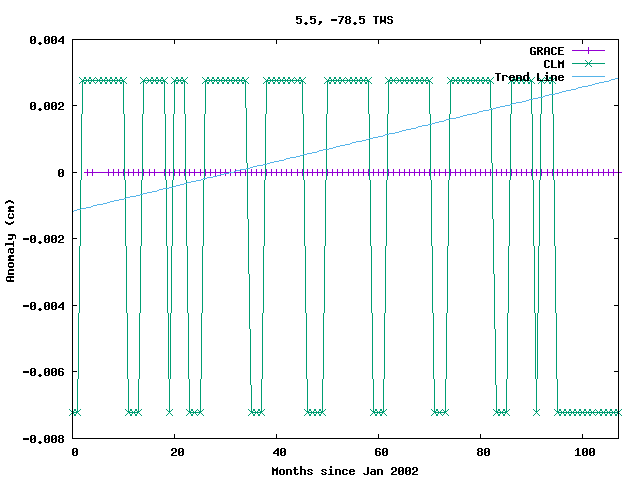 5.5, -78.5 TWS
0.004
0.002
0
-0.002
-0.004
-0.006
-0.008
Anomaly (cm)
GRACE
CLM
Trend Line
0 20 40 60 80 100
Months since Jan 2002